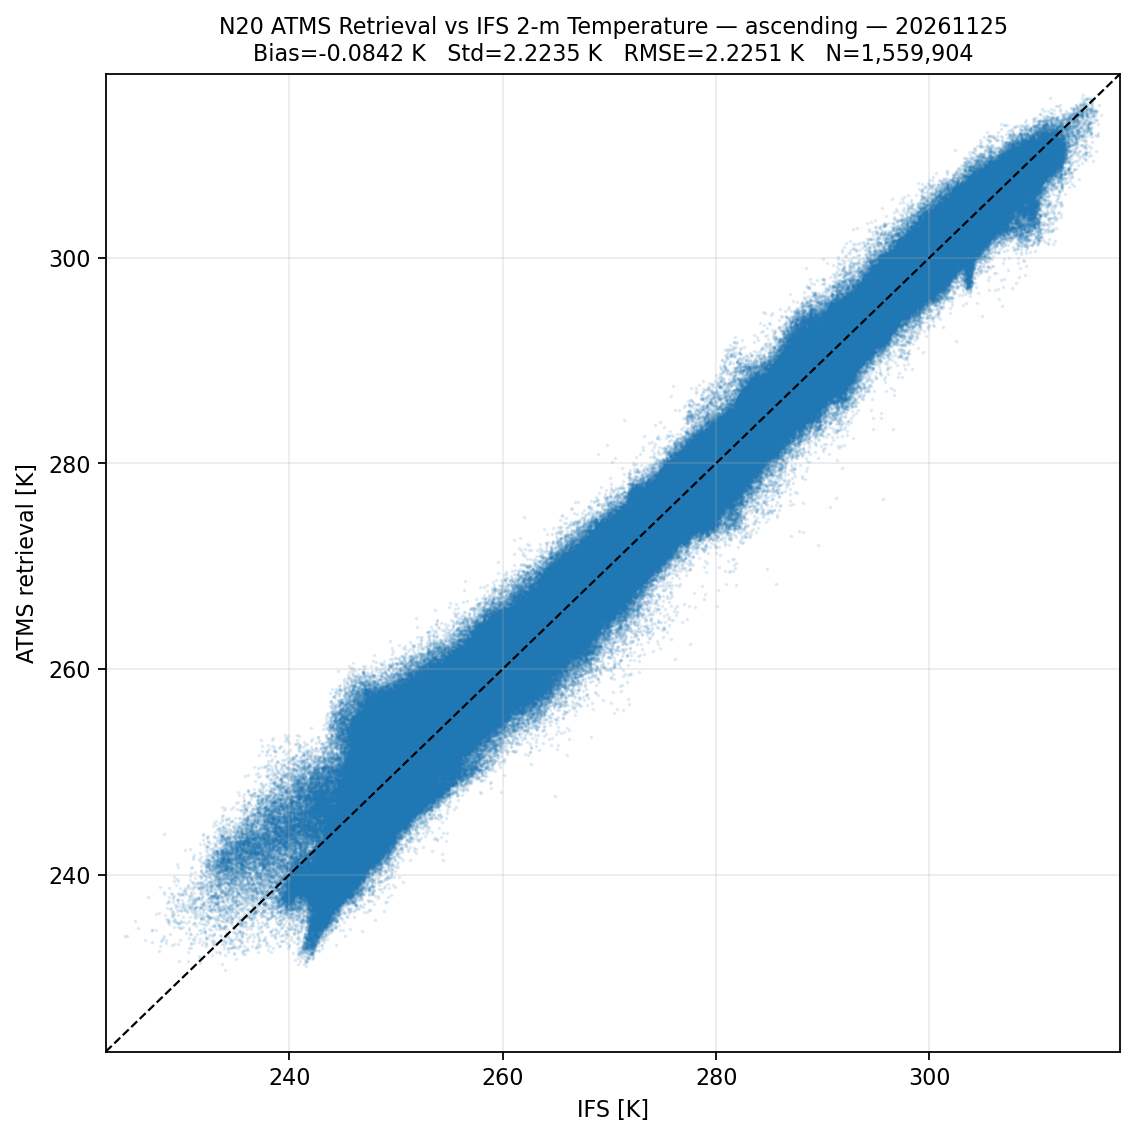 N20 ATMS Retrieval vs IFS 2-m Temperature — ascending — 20261125
Bias=-0.0842 K   Std=2.2235 K   RMSE=2.2251 K   N=1,559,904
ATMS retrieval [K]
300
280
260
240
240
260
280
300
IFS [K]